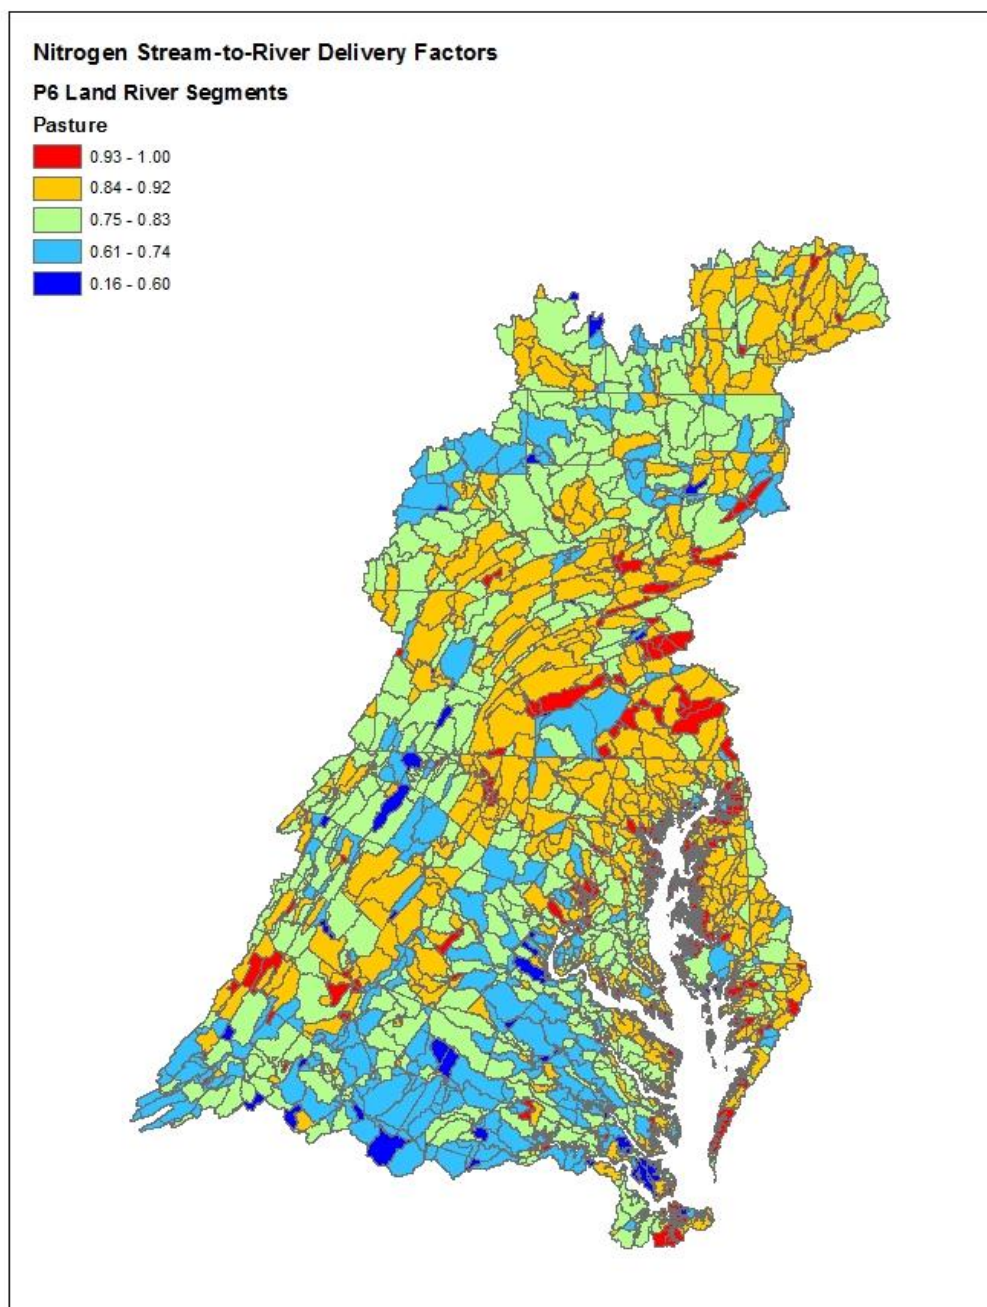 Nitrogen Stream-to-River Delivery Factors
P6 Land River Segments
Pasture
0.93 - 1.00
0.84 - 0.92
0.75 - 0.83
0.61 - 0.74
0.16 - 0.60